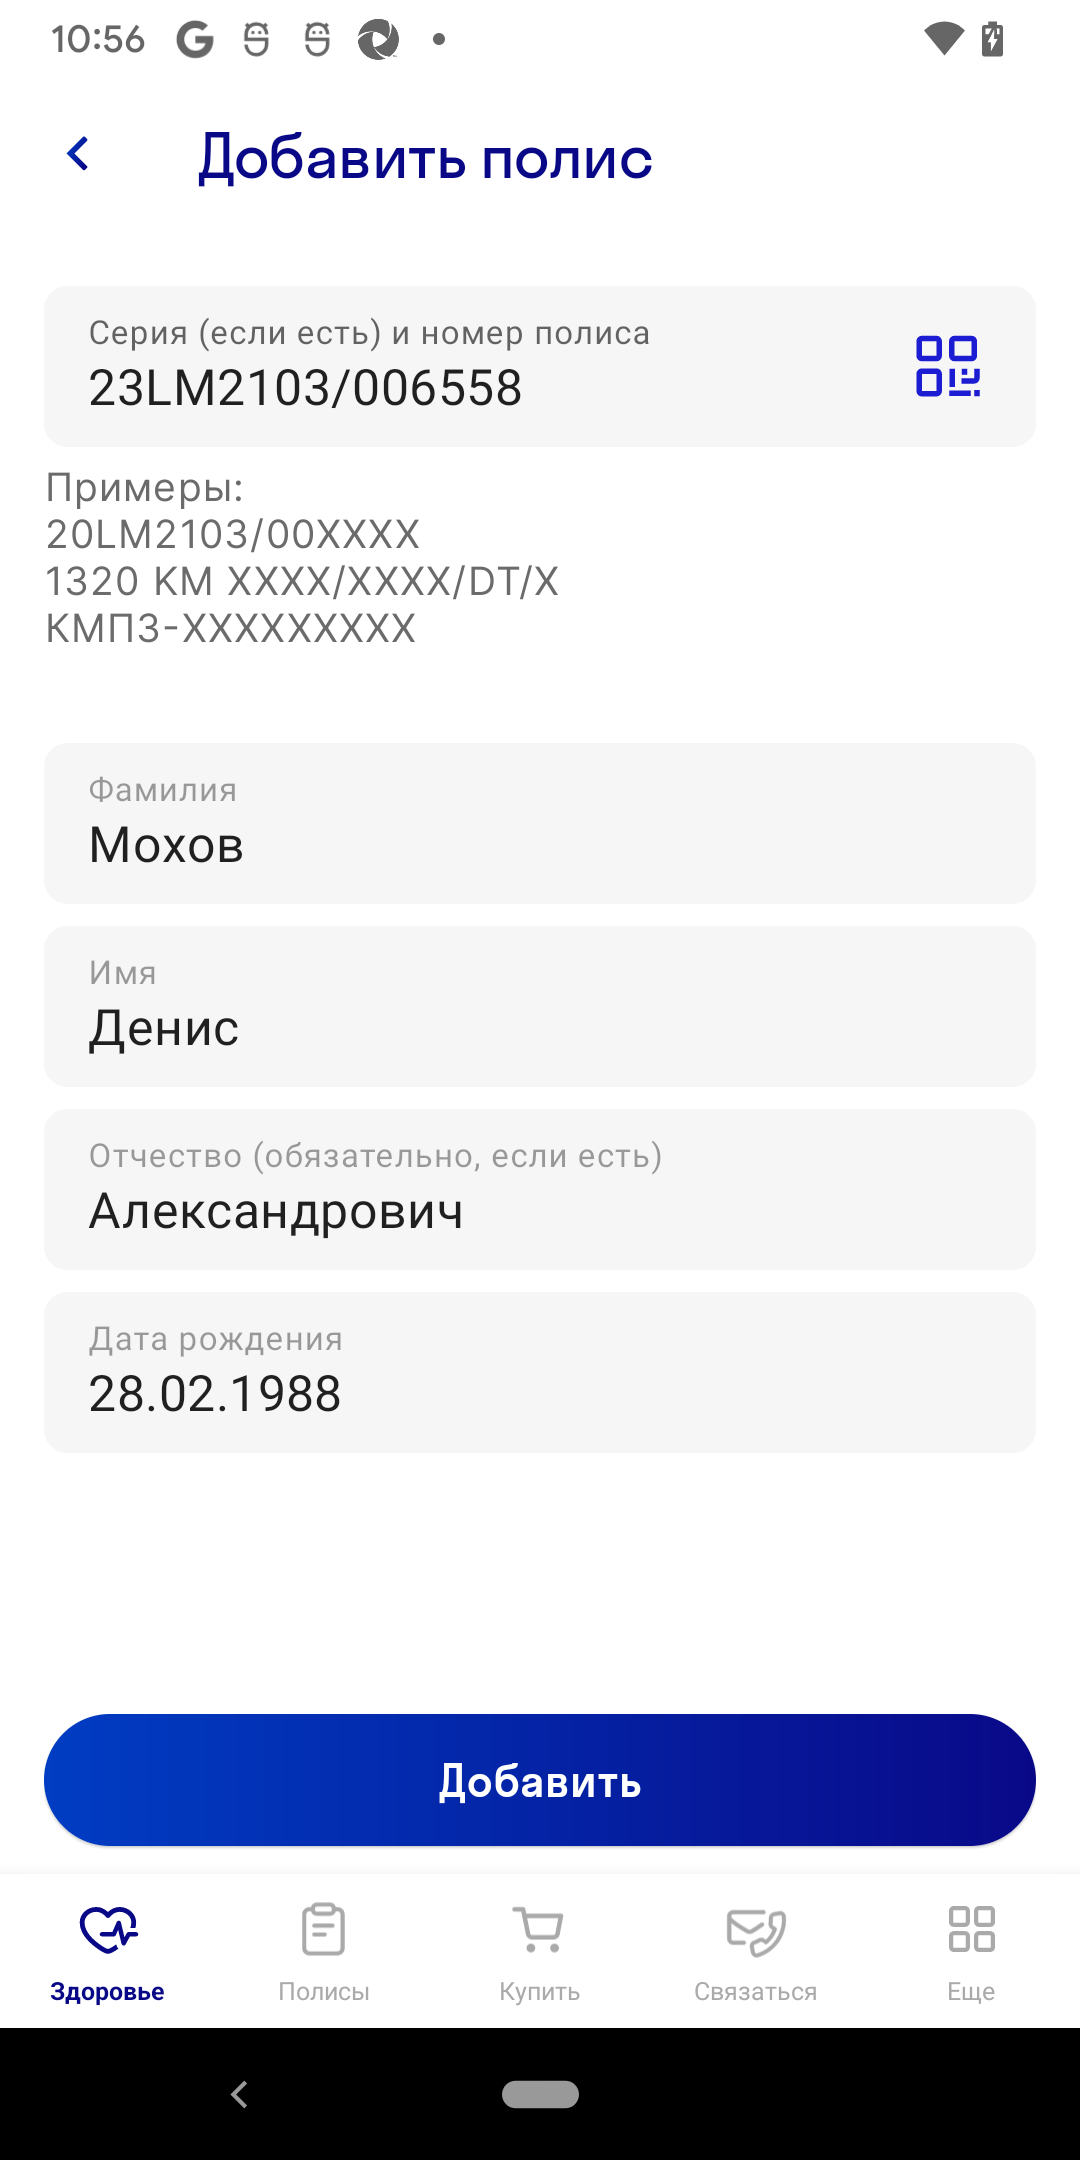 10:56
Добавить полис
Серия (если есть) и номер полиса
23LM2103/006558
Примеры:
20LM2103/00XXXX
1320 KM XXXX/XXXX/DT/X
КМПЗ-XXXXXXXXX
Фамилия
Мохов
Имя
Денис
Отчество (обязательно, если есть)
Александрович
Дата рождения
28.02.1988
Добавить
Здоровье
Полисы
Купить
Связаться
Еще